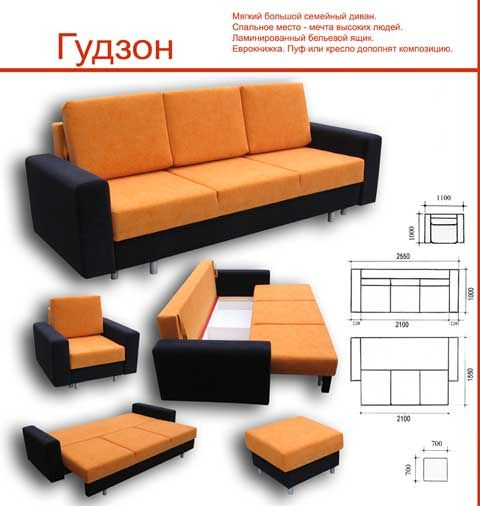 Гудзон
Мягкий большой семейный диван.
Спальное место - мечта высоких людей.
Ламинированный бельевой ящик.
Еврокнижка. Пуф или кресло дополнят композицию.
1100
1000
2550
1000
220
2100
220
1550
2100
700
700